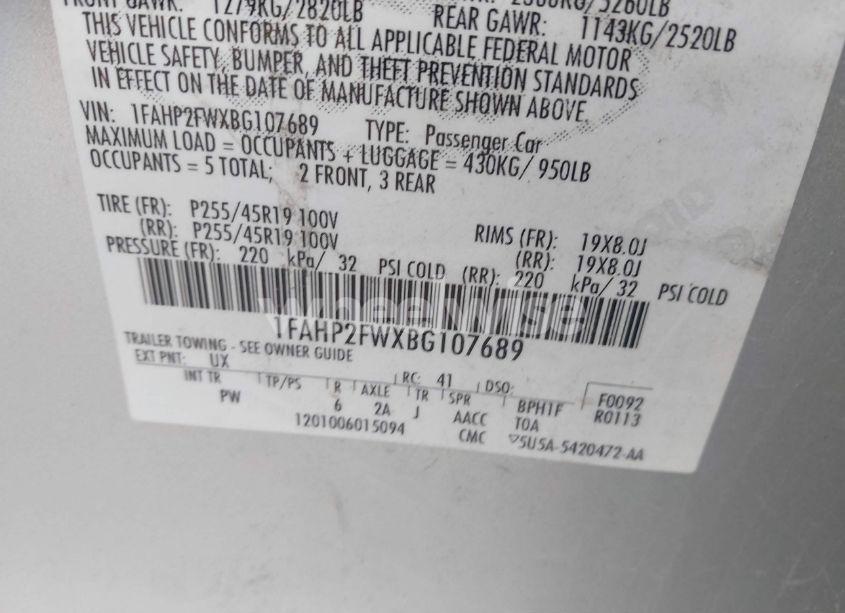 FRONT GAWR: 1279KG/2820LB
REAR GAWR: 1143KG/2520LB
THIS VEHICLE CONFORMS TO ALL APPLICABLE FEDERAL MOTOR
VEHICLE SAFETY, BUMPER, AND THEFT PREVENTION STANDARDS
IN EFFECT ON THE DATE OF MANUFACTURE SHOWN ABOVE.
VIN: 1FAHP2FWXBG107689 TYPE: Passenger Car
MAXIMUM LOAD = OCCUPANTS + LUGGAGE = 430KG/ 950LB
OCCUPANTS = 5 TOTAL; 2 FRONT, 3 REAR
TIRE (FR): P255/45R19 100V RIMS (FR): 19X8.0J
(RR): P255/45R19 100V (RR): 19X8.0J
PRESSURE (FR): 220 kPa/ 32 PSI COLD (RR): 220 kPa/ 32 PSI COLD
1FAHP2FWXBG107689
TRAILER TOWING - SEE OWNER GUIDE
EXT PNT: UX RC: 41 DSO:
INT TR TP/PS R AXLE TR SPR BPH1F F0092
PW 6 2A J AACC TOA R0113
1201006015094 CMC 5U5A-5420472-AA